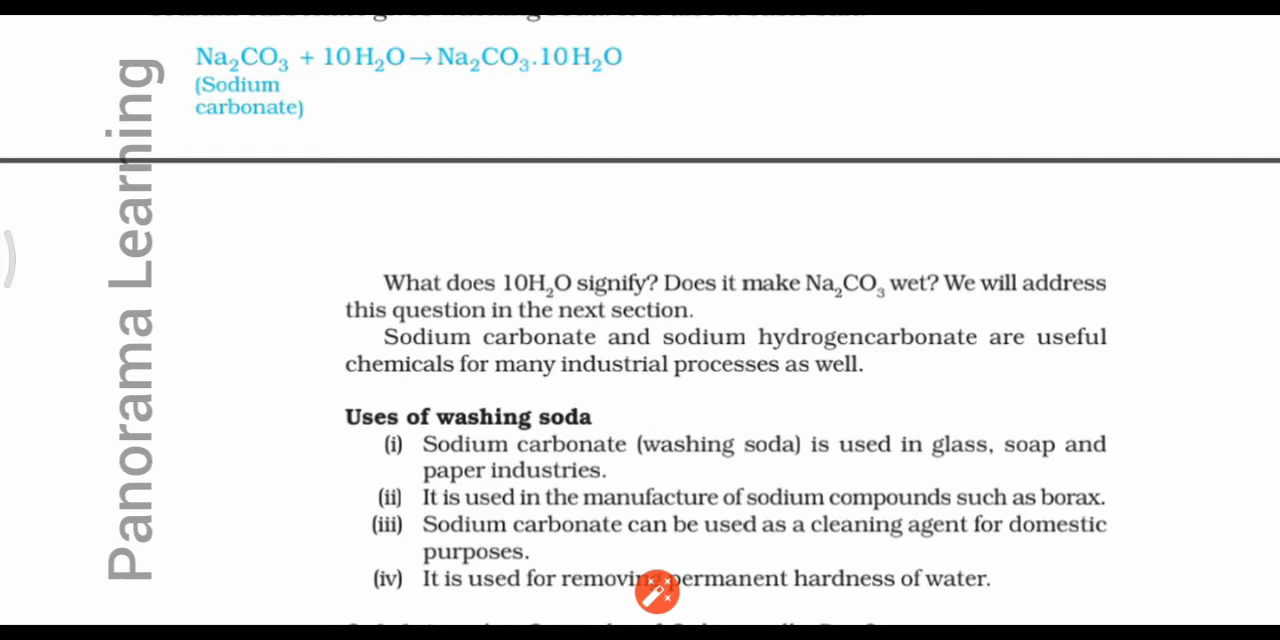 Na₂CO₃ + 10H₂O → Na₂CO₃.10H₂O
(Sodium
carbonate)
Panorama Learning
What does 10H₂O signify? Does it make Na₂CO₃ wet? We will address
this question in the next section.
Sodium carbonate and sodium hydrogencarbonate are useful
chemicals for many industrial processes as well.
Uses of washing soda
(i) Sodium carbonate (washing soda) is used in glass, soap and
paper industries.
(ii) It is used in the manufacture of sodium compounds such as borax.
(iii) Sodium carbonate can be used as a cleaning agent for domestic
purposes.
(iv) It is used for removing permanent hardness of water.